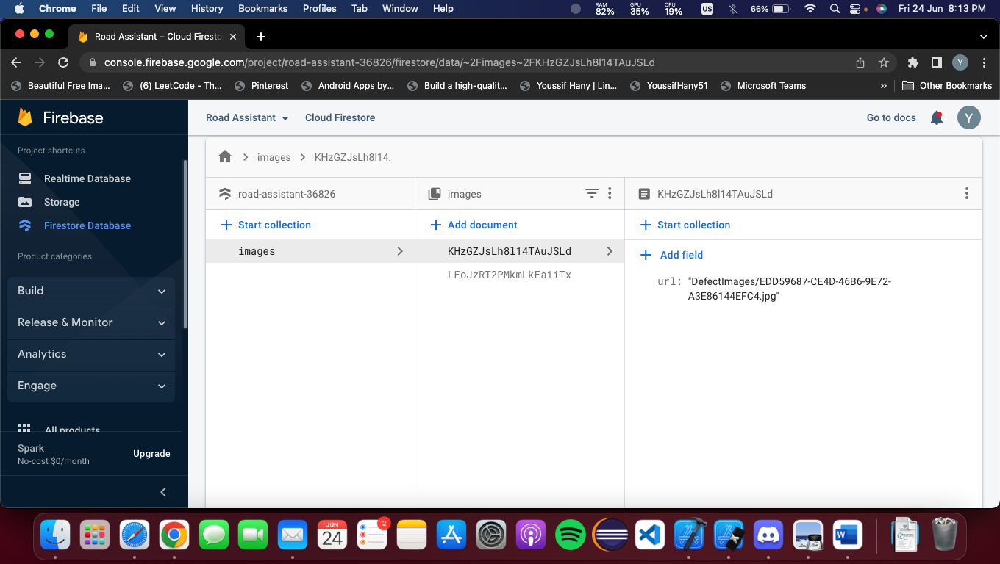 Chrome File Edit View History Bookmarks Profiles Tab Window Help RAM 82% GPU 35% CPU 19% US 66% Fri 24 Jun 8:13 PM
Road Assistant – Cloud Firesto
console.firebase.google.com/project/road-assistant-36826/firestore/data/~2Fimages~2FKHzGZJsLh8l14TAuJSLd Y
Beautiful Free Ima... (6) LeetCode - Th... Pinterest Android Apps by... Build a high-qualit... Youssif Hany | Lin... YoussifHany51 Microsoft Teams » Other Bookmarks
Firebase
Road Assistant Cloud Firestore Go to docs Y
Project shortcuts
Realtime Database
Storage
Firestore Database
Product categories
Build
Release & Monitor
Analytics
Engage
All products
Spark
No-cost $0/month
Upgrade
images KHzGZJsLh8l14.
road-assistant-36826 images KHzGZJsLh8l14TAuJSLd
Start collection Add document Start collection
images KHzGZJsLh8l14TAuJSLd Add field
LEoJzRT2PMkmLkEaiiTx
url: "DefectImages/EDD59687-CE4D-46B6-9E72-
A3E86144EFC4.jpg"
JUN
24
2
W